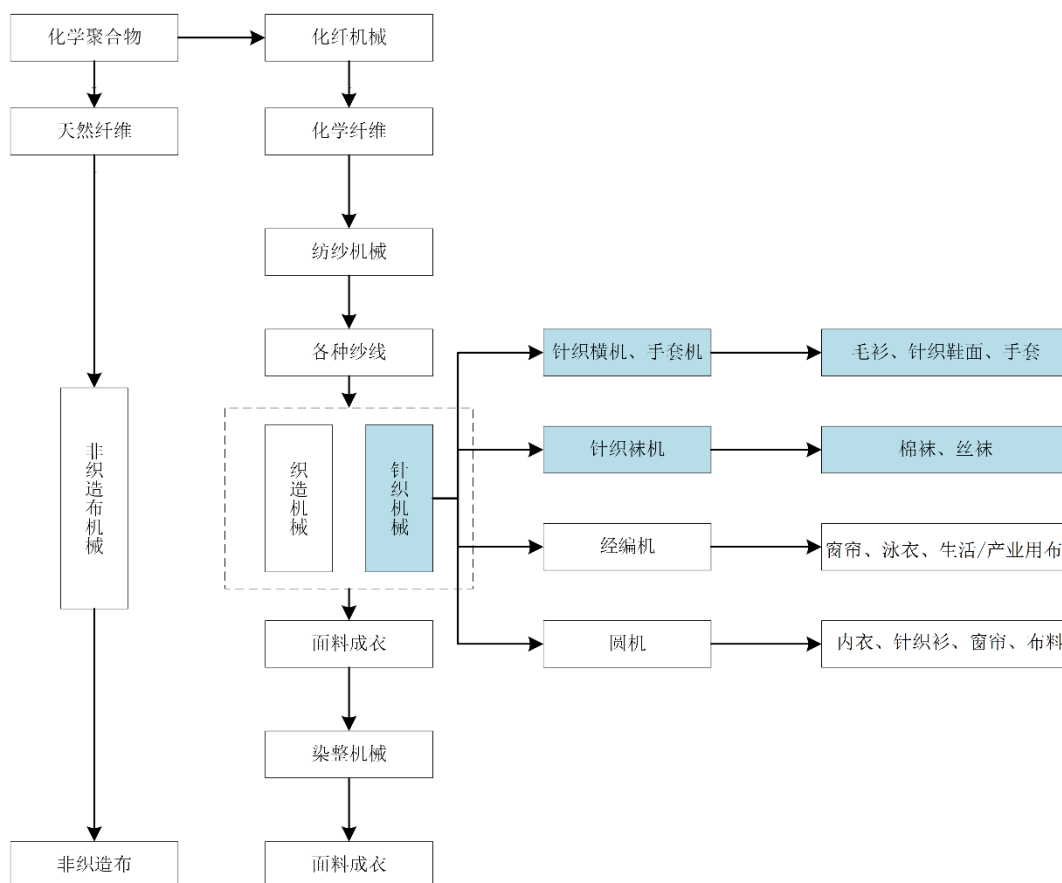 化学聚合物
化纤机械
天然纤维
化学纤维
纺纱机械
各种纱线
针织横机、手套机
毛衫、针织鞋面、手套
非织造布机械
织造机械
针织机械
针织袜机
棉袜、丝袜
经编机
窗帘、泳衣、生活/产业用布
面料成衣
圆机
内衣、针织衫、窗帘、布料
染整机械
非织造布
面料成衣